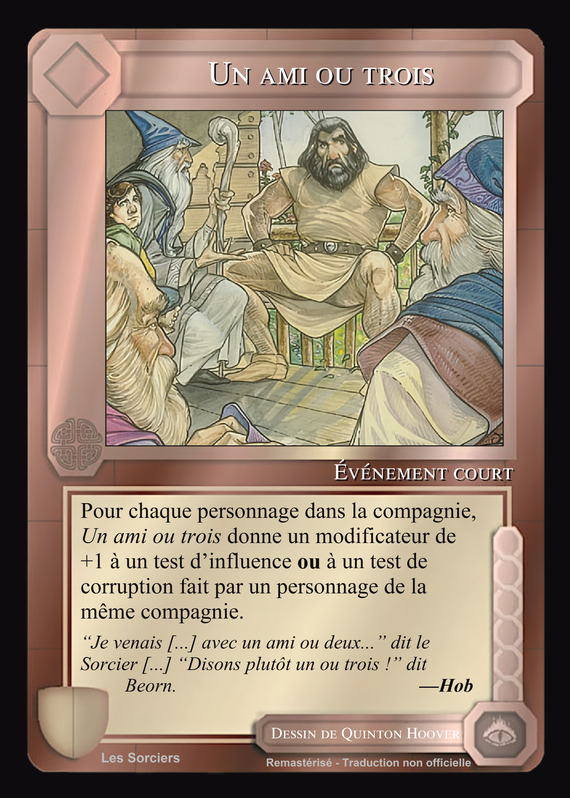 Un ami ou trois
Événement court
Pour chaque personnage dans la compagnie,
Un ami ou trois donne un modificateur de
+1 à un test d’influence ou à un test de
corruption fait par un personnage de la
même compagnie.
“Je venais [...] avec un ami ou deux...” dit le
Sorcier [...] “Disons plutôt un ou trois !” dit
Beorn. —Hob
Dessin de Quinton Hoover
Les Sorciers
Remastérisé - Traduction non officielle